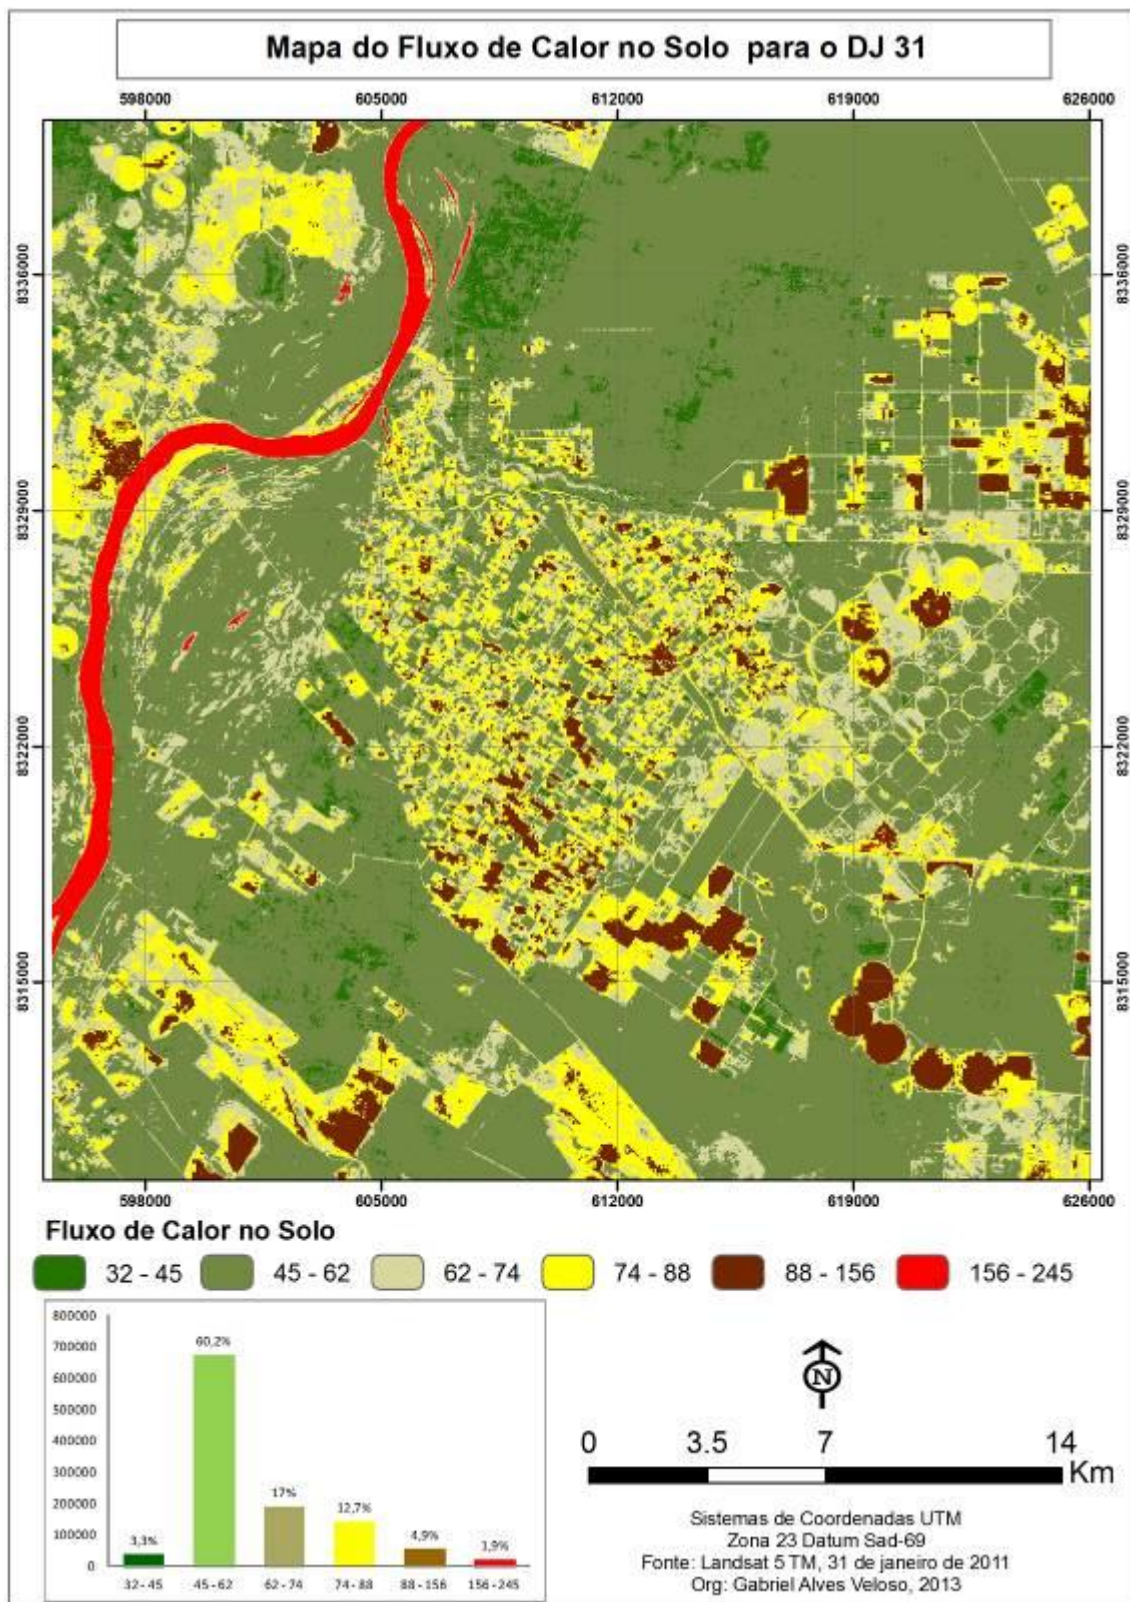 Mapa do Fluxo de Calor no Solo para o DJ 31
598000 605000 612000 619000 626000
8336000 8336000
8329000 8329000
8322000 8322000
8315000 8315000
598000 605000 612000 619000 626000
Fluxo de Calor no Solo
32 - 45 45 - 62 62 - 74 74 - 88 88 - 156 156 - 245
800000
700000
600000
500000
400000
300000
200000
100000
0
3,3% 60,2% 17% 12,7% 4,9% 1,9%
32 - 45 45 - 62 62 - 74 74 - 88 88 - 156 156 - 245
N
0 3.5 7 14
Km
Sistemas de Coordenadas UTM
Zona 23 Datum Sad-69
Fonte: Landsat 5 TM, 31 de janeiro de 2011
Org: Gabriel Alves Veloso, 2013